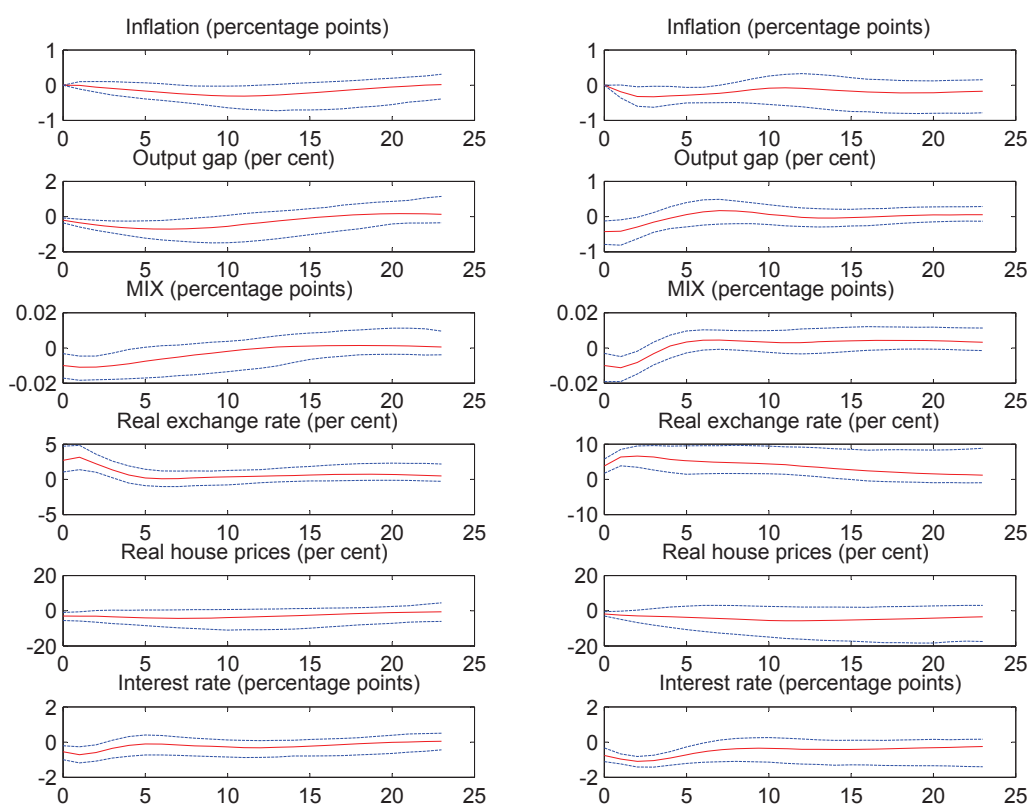 Inflation (percentage points)
1
0
-1
0 5 10 15 20 25
Output gap (per cent)
2
0
-2
0 5 10 15 20 25
MIX (percentage points)
0.02
0
-0.02
0 5 10 15 20 25
Real exchange rate (per cent)
5
0
-5
0 5 10 15 20 25
Real house prices (per cent)
20
0
-20
0 5 10 15 20 25
Interest rate (percentage points)
2
0
-2
0 5 10 15 20 25
Inflation (percentage points)
1
0
-1
0 5 10 15 20 25
Output gap (per cent)
1
0
-1
0 5 10 15 20 25
MIX (percentage points)
0.02
0
-0.02
0 5 10 15 20 25
Real exchange rate (per cent)
10
0
-10
0 5 10 15 20 25
Real house prices (per cent)
20
0
-20
0 5 10 15 20 25
Interest rate (percentage points)
2
0
-2
0 5 10 15 20 25